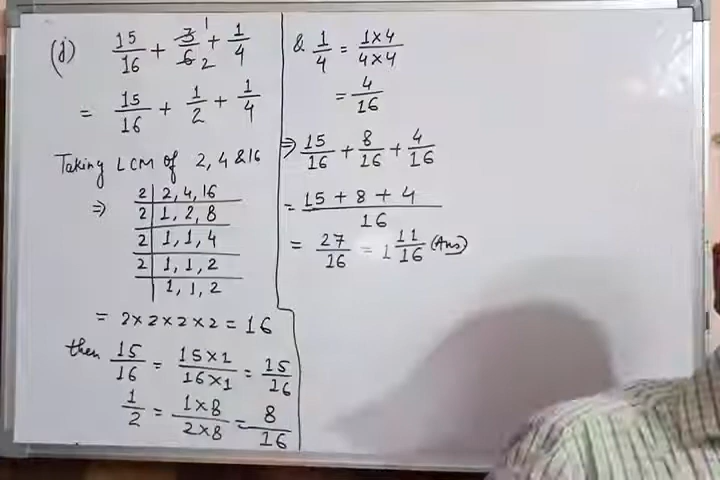 (j) 15/16 + 3/6 1/2 + 1/4
= 15/16 + 1/2 + 1/4
Taking LCM of 2, 4 & 16
⇒ 2 | 2, 4, 16
2 | 1, 2, 8
2 | 1, 1, 4
2 | 1, 1, 2
1, 1, 2
= 2×2×2×2 = 16
then 15/16 = 15×1/16×1 = 15/16
1/2 = 1×8/2×8 = 8/16
& 1/4 = 1×4/4×4
= 4/16
⇒ 15/16 + 8/16 + 4/16
= 15 + 8 + 4/16
= 27/16 = 1 11/16 (Ans)